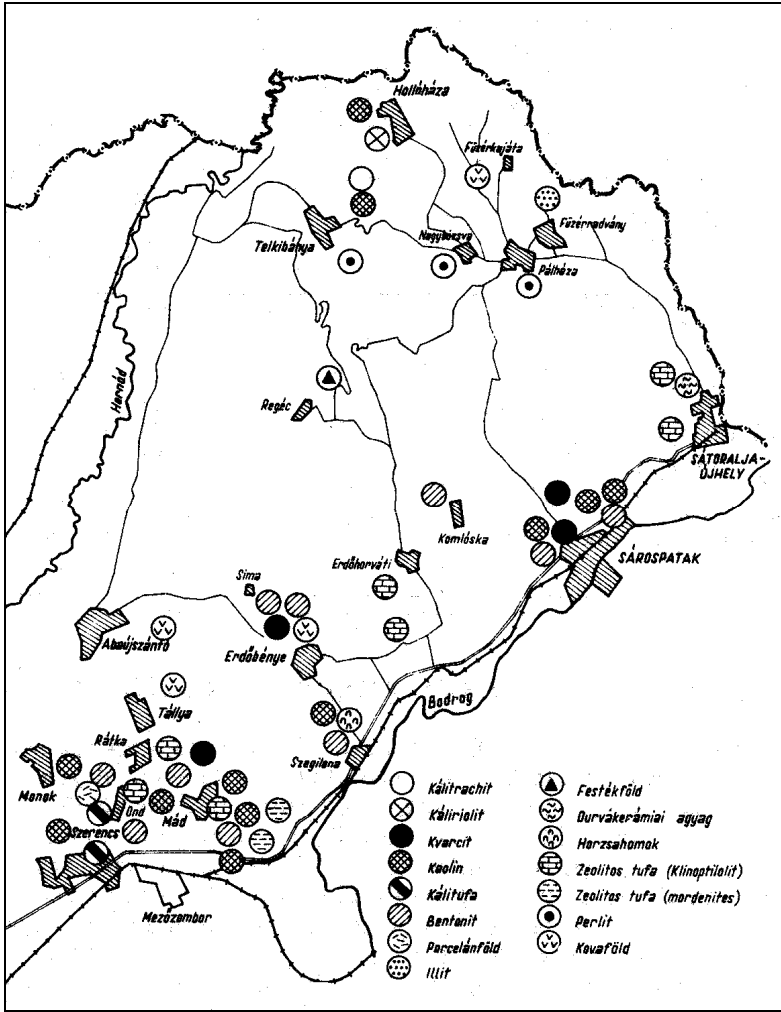 Hollóháza
Füzérkajáta
Füzérradvány
Telkibánya
Nagybózsva
Pálháza
Hernád
Regéc
SÁTORALJA-
ÚJHELY
Komlóska
SÁROSPATAK
Erdőhorváti
Sima
Abaújszántó
Erdőbénye
Bodrog
Tállya
Rátka
Szegilong
Monok
Ond
Mád
Szerencs
Mezőzombor
Kálitrachit
Káliriolit
Kvarcit
Kaolin
Kálitufa
Bentonit
Porcelánföld
Illit
Festékföld
Durvakerámiai agyag
Horzsahomok
Zeolitos tufa (Klinoptilolit)
Zeolitos tufa (mordenites)
Perlit
Kovaföld